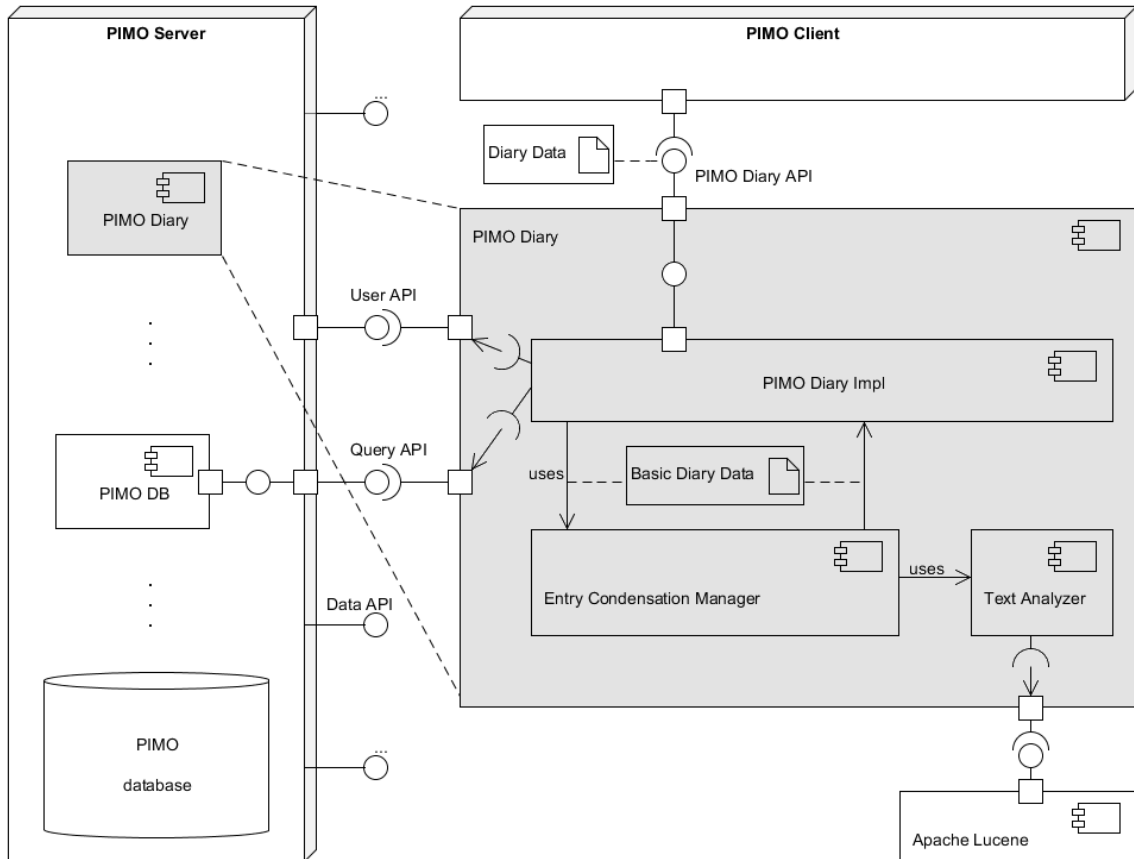 PIMO Server
PIMO Client
...
Diary Data
PIMO Diary API
PIMO Diary
PIMO Diary
User API
PIMO Diary Impl
Query API
uses
Basic Diary Data
PIMO DB
uses
Entry Condensation Manager
Text Analyzer
Data API
PIMO
database
...
Apache Lucene